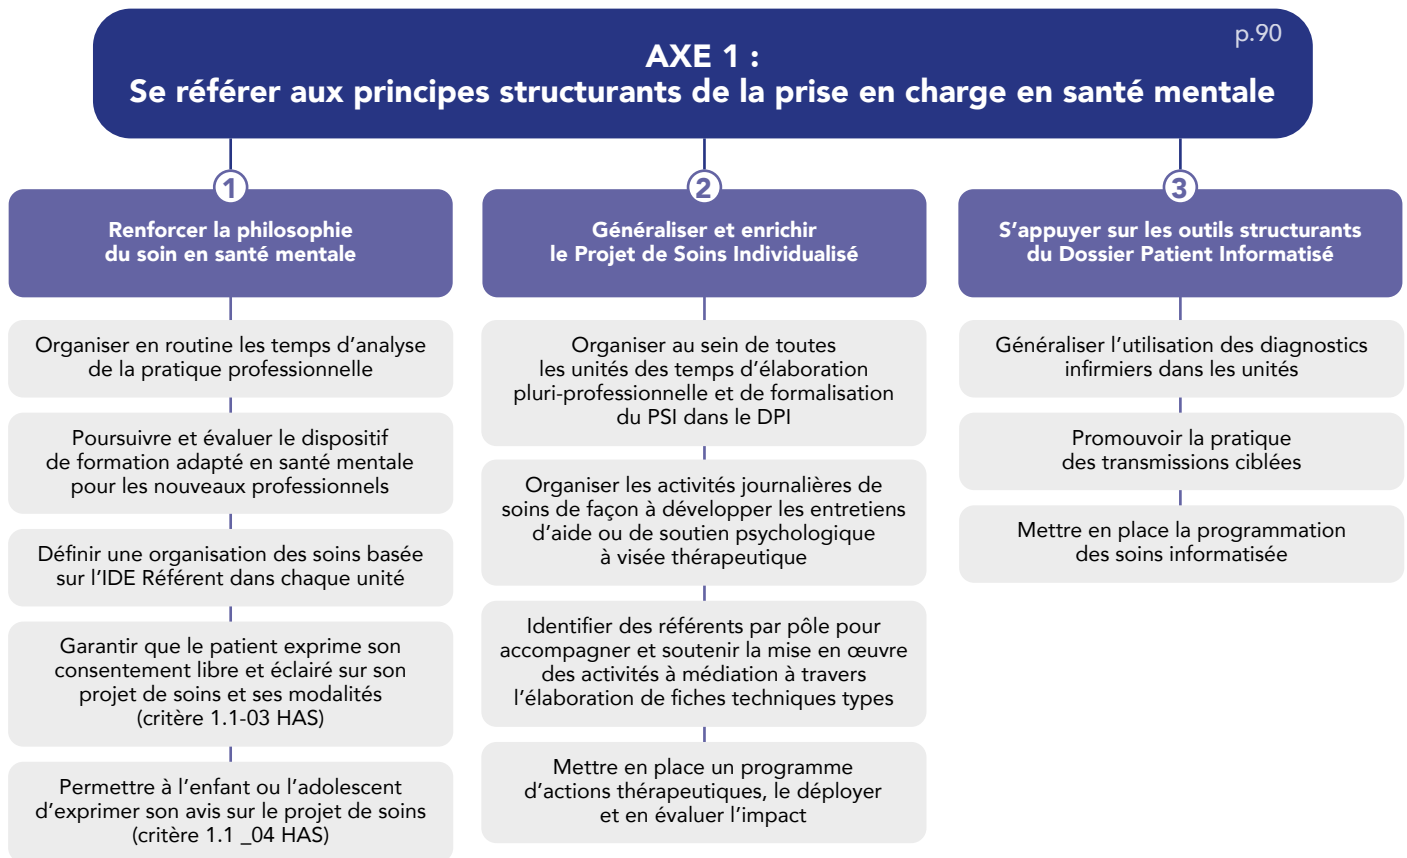 p.90
AXE 1 :
Se référer aux principes structurants de la prise en charge en santé mentale
1
Renforcer la philosophie
du soin en santé mentale
Organiser en routine les temps d’analyse
de la pratique professionnelle
Poursuivre et évaluer le dispositif
de formation adapté en santé mentale
pour les nouveaux professionnels
Définir une organisation des soins basée
sur l’IDE Référent dans chaque unité
Garantir que le patient exprime son
consentement libre et éclairé sur son
projet de soins et ses modalités
(critère 1.1-03 HAS)
Permettre à l’enfant ou l’adolescent
d’exprimer son avis sur le projet de soins
(critère 1.1 _04 HAS)
2
Généraliser et enrichir
le Projet de Soins Individualisé
Organiser au sein de toutes
les unités des temps d’élaboration
pluri-professionnelle et de formalisation
du PSI dans le DPI
Organiser les activités journalières de
soins de façon à développer les entretiens
d’aide ou de soutien psychologique
à visée thérapeutique
Identifier des référents par pôle pour
accompagner et soutenir la mise en œuvre
des activités à médiation à travers
l’élaboration de fiches techniques types
Mettre en place un programme
d’actions thérapeutiques, le déployer
et en évaluer l’impact
3
S’appuyer sur les outils structurants
du Dossier Patient Informatisé
Généraliser l’utilisation des diagnostics
infirmiers dans les unités
Promouvoir la pratique
des transmissions ciblées
Mettre en place la programmation
des soins informatisée